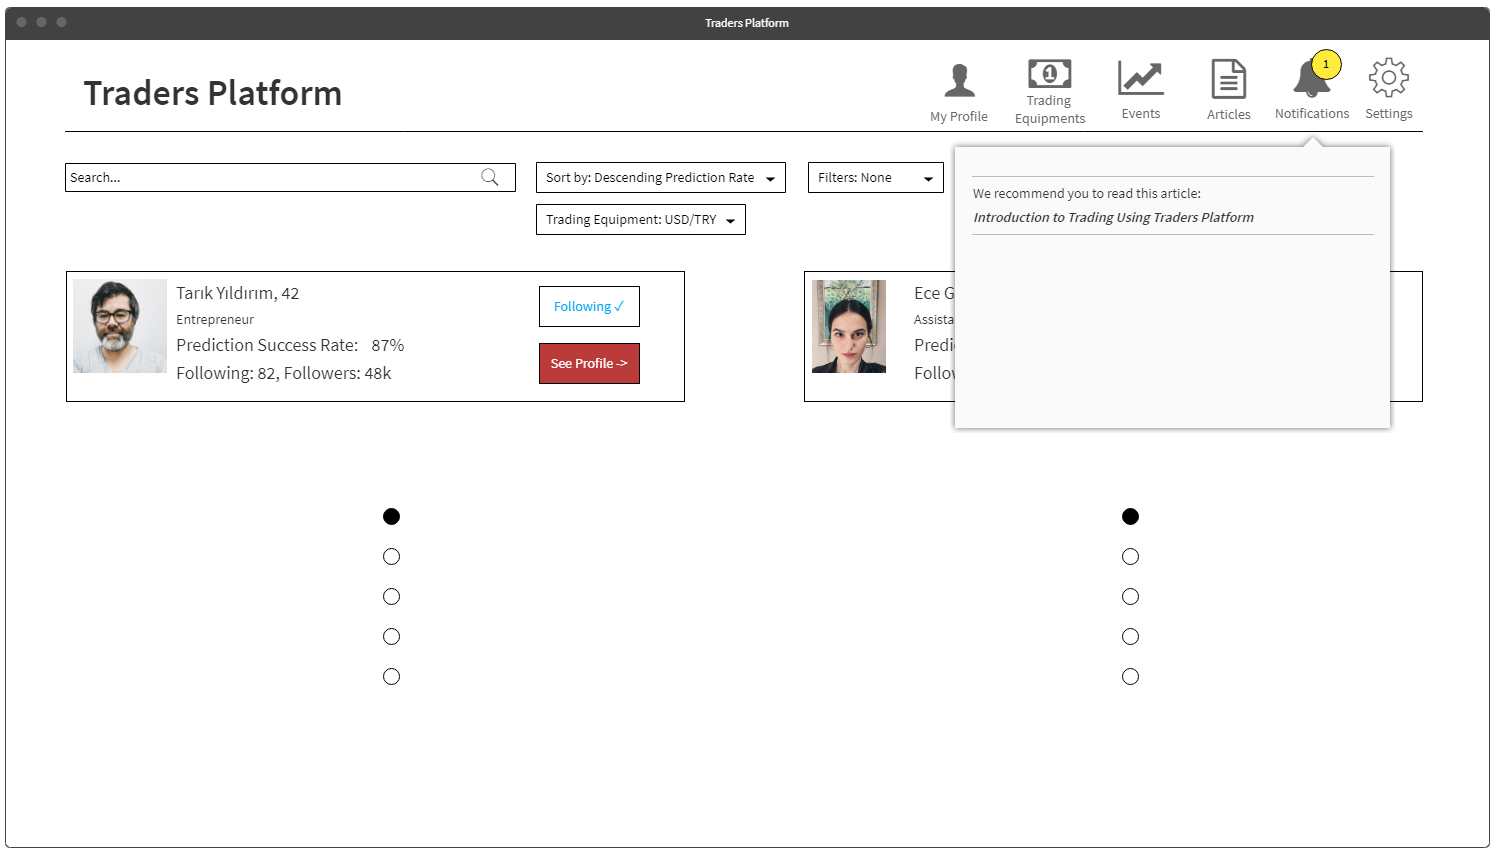 Traders Platform
Traders Platform
My Profile
Trading
Equipments
Events
Articles
1
Notifications
Settings
Search...
Sort by: Descending Prediction Rate
Filters: None
Trading Equipment: USD/TRY
We recommend you to read this article:
Introduction to Trading Using Traders Platform
Tarık Yıldırım, 42
Entrepreneur
Prediction Success Rate: 87%
Following: 82, Followers: 48k
Following ✓
See Profile ->
Ece G
Assista
Predi
Follow